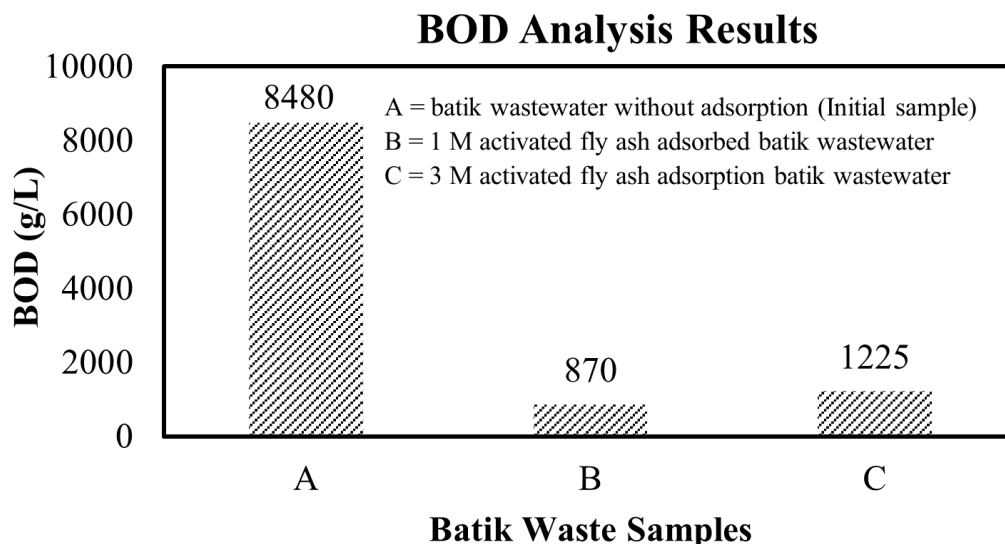 BOD Analysis Results
10000
8000
6000
4000
2000
0
BOD (g/L)
8480
870
1225
A = batik wastewater without adsorption (Initial sample)
B = 1 M activated fly ash adsorbed batik wastewater
C = 3 M activated fly ash adsorption batik wastewater
A
B
C
Batik Waste Samples